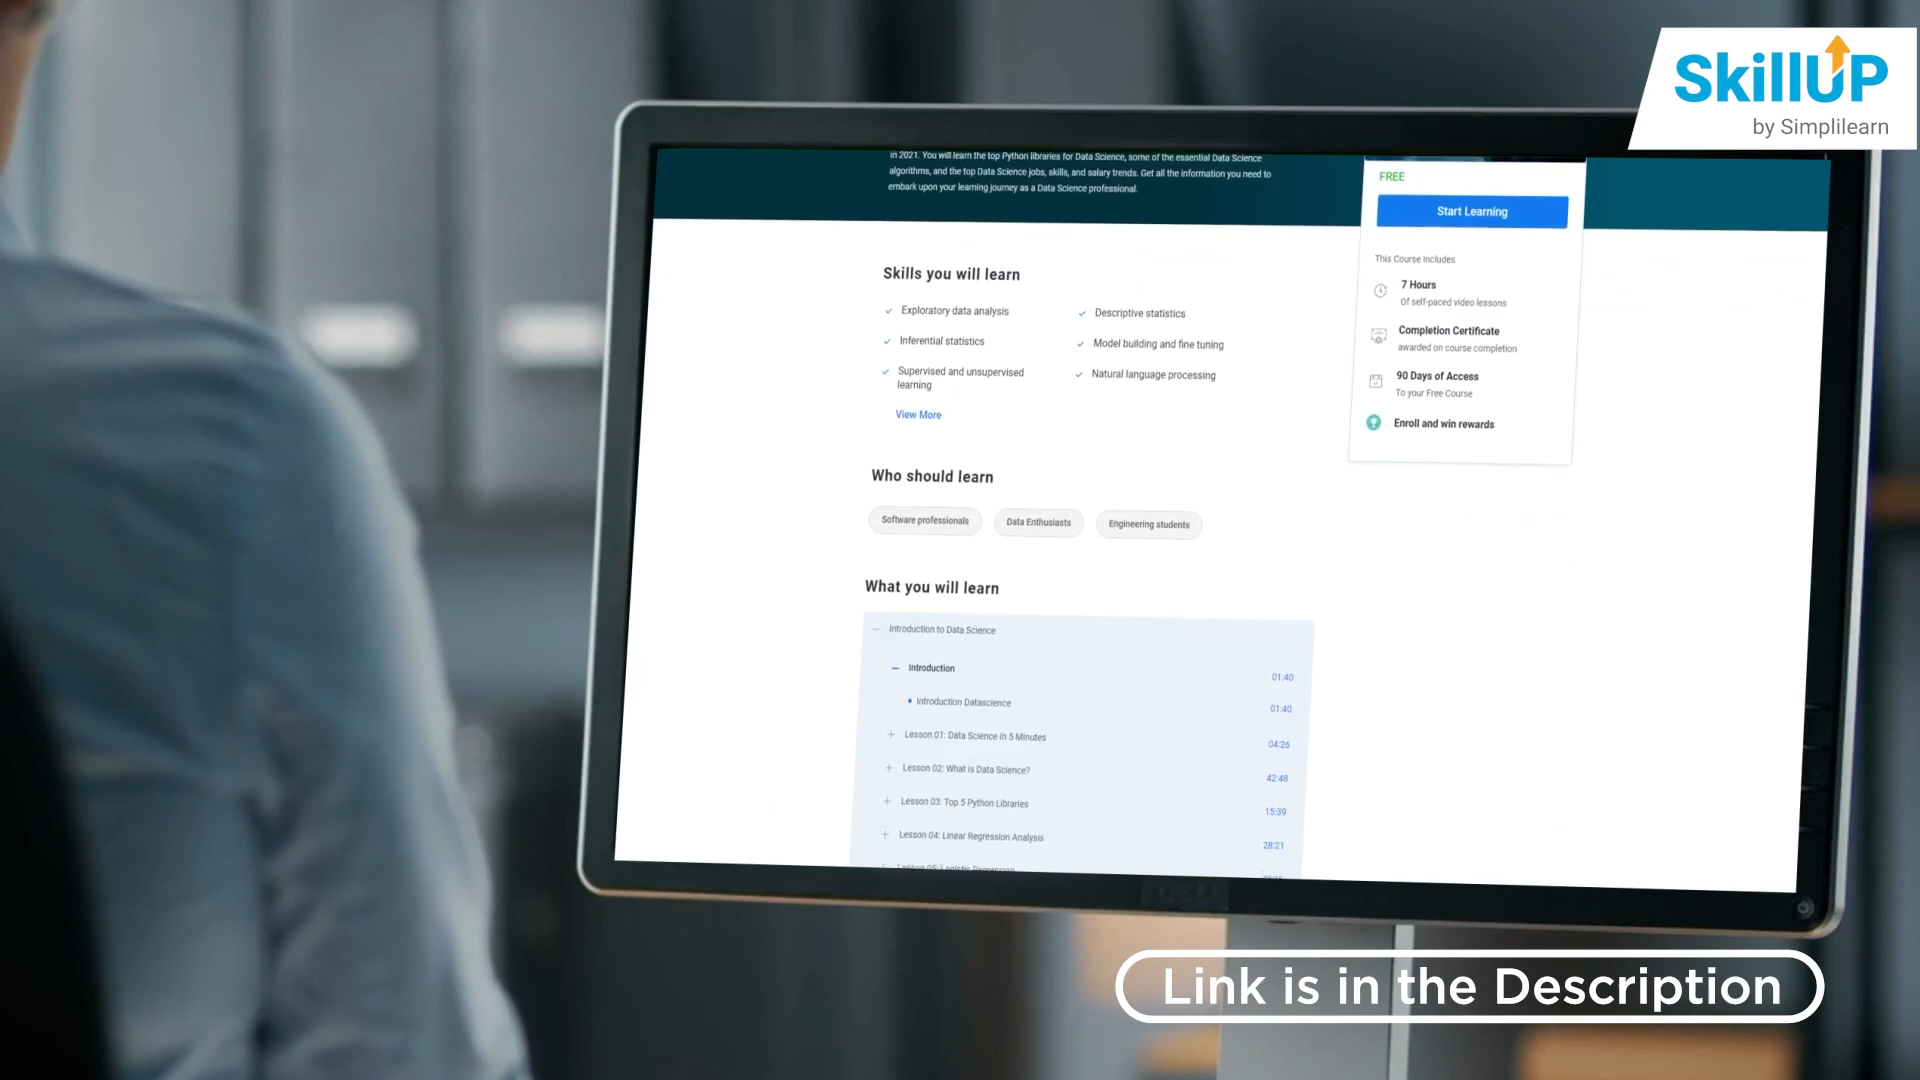 SkillUP
by Simplilearn
in 2021. You will learn the top Python libraries for Data Science, some of the essential Data Science
algorithms, and the top Data Science jobs, skills, and salary trends. Get all the information you need to
embark upon your learning journey as a Data Science professional.
FREE
Start Learning
This Course Includes
7 Hours
Of self-paced video lessons
Completion Certificate
awarded on course completion
90 Days of Access
To your Free Course
Enroll and win rewards
Skills you will learn
Exploratory data analysis
Descriptive statistics
Inferential statistics
Model building and fine tuning
Supervised and unsupervised
learning
Natural language processing
View More
Who should learn
Software professionals
Data Enthusiasts
Engineering students
What you will learn
Introduction to Data Science
Introduction 01:40
Introduction Datascience 01:40
Lesson 01: Data Science in 5 Minutes 04:26
Lesson 02: What is Data Science? 42:48
Lesson 03: Top 5 Python Libraries 15:39
Lesson 04: Linear Regression Analysis 28:21
Link is in the Description